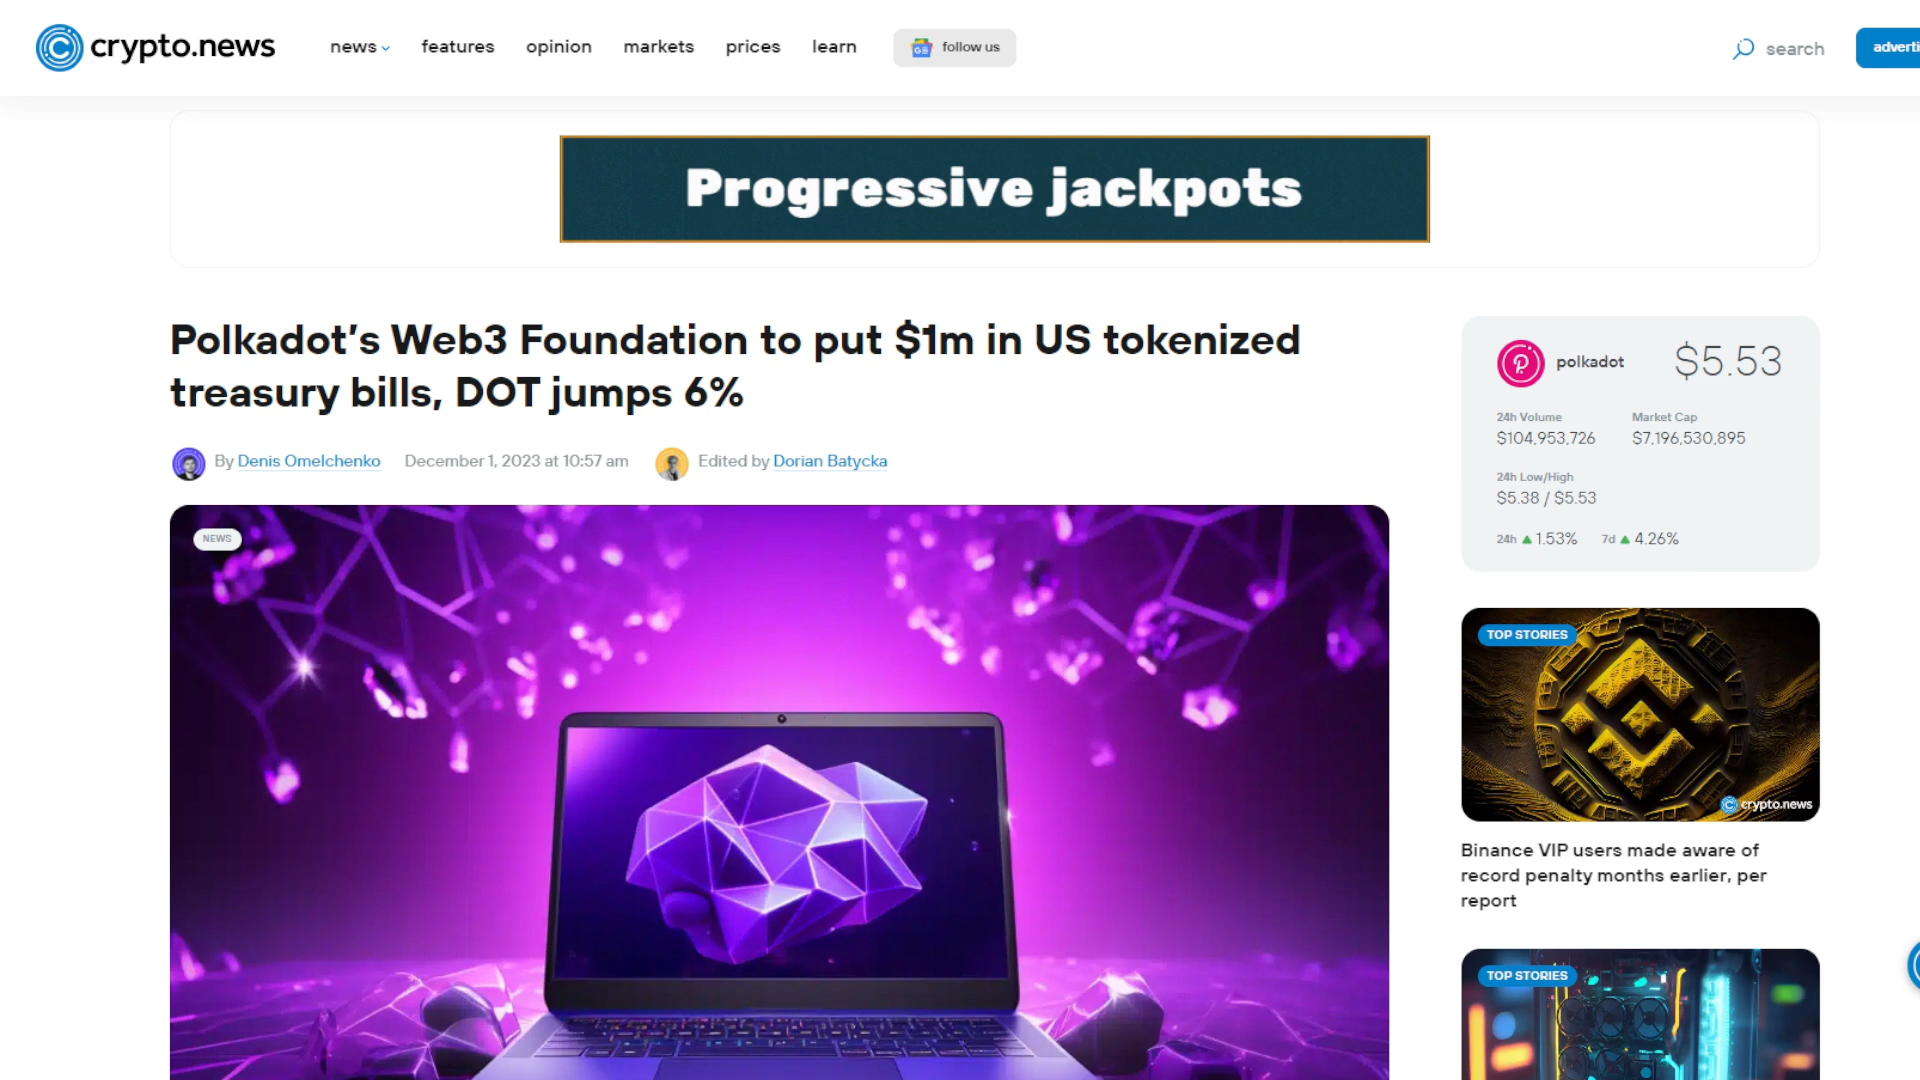 crypto.news
news
features
opinion
markets
prices
learn
follow us
search
Progressive jackpots
Polkadot's Web3 Foundation to put $1m in US tokenized
treasury bills, DOT jumps 6%
By Denis Omelchenko December 1, 2023 at 10:57 am Edited by Dorian Batycka
NEWS
polkadot $5.53
24h Volume Market Cap
$104,953,726 $7,196,530,895
24h Low/High
$5.38 / $5.53
24h 1.53% 7d 4.26%
TOP STORIES
crypto.news
Binance VIP users made aware of
record penalty months earlier, per
report
TOP STORIES